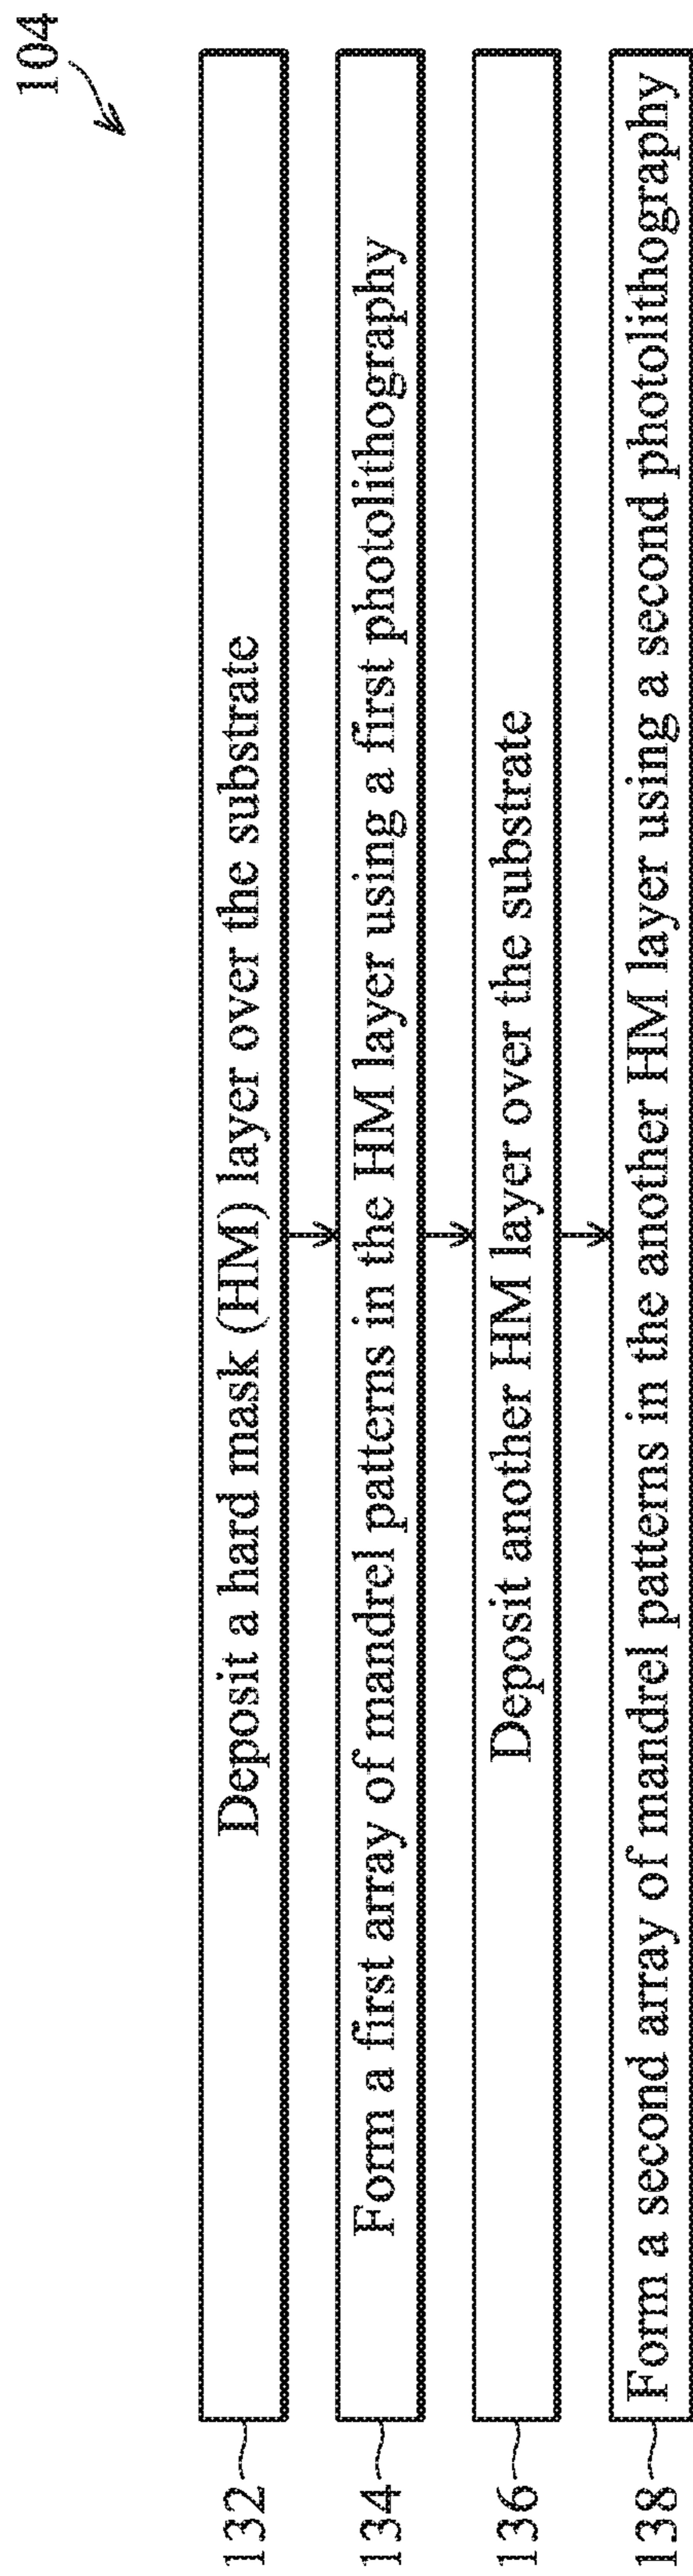 104
132
Deposit a hard mask (HM) layer over the substrate
134
Form a first array of mandrel patterns in the HM layer using a first photolithography
136
Deposit another HM layer over the substrate
138
Form a second array of mandrel patterns in the another HM layer using a second photolithography